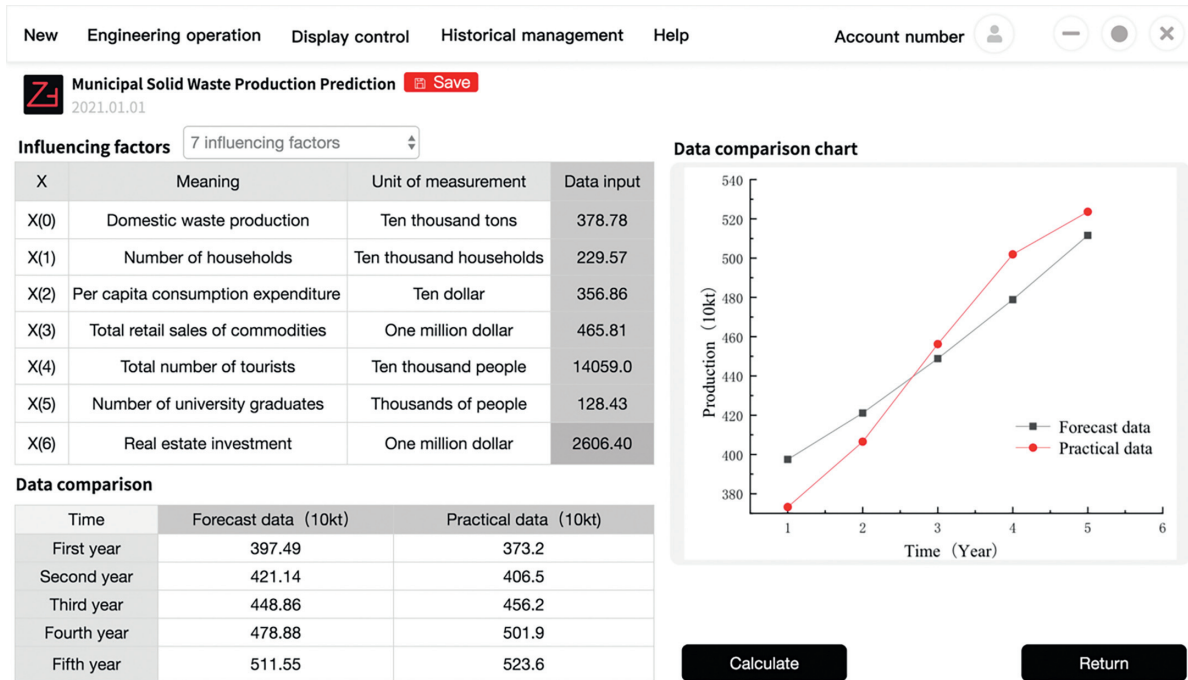 New Engineering operation Display control Historical management Help Account number
Municipal Solid Waste Production Prediction Save
2021.01.01
Influencing factors 7 influencing factors
X Meaning Unit of measurement Data input
X(0) Domestic waste production Ten thousand tons 378.78
X(1) Number of households Ten thousand households 229.57
X(2) Per capita consumption expenditure Ten dollar 356.86
X(3) Total retail sales of commodities One million dollar 465.81
X(4) Total number of tourists Ten thousand people 14059.0
X(5) Number of university graduates Thousands of people 128.43
X(6) Real estate investment One million dollar 2606.40
Data comparison
Time Forecast data (10kt) Practical data (10kt)
First year 397.49 373.2
Second year 421.14 406.5
Third year 448.86 456.2
Fourth year 478.88 501.9
Fifth year 511.55 523.6
Data comparison chart
540
520
500
480
460
440
420
400
380
Production (10kt)
Forecast data
Practical data
1 2 3 4 5 6
Time (Year)
Calculate Return